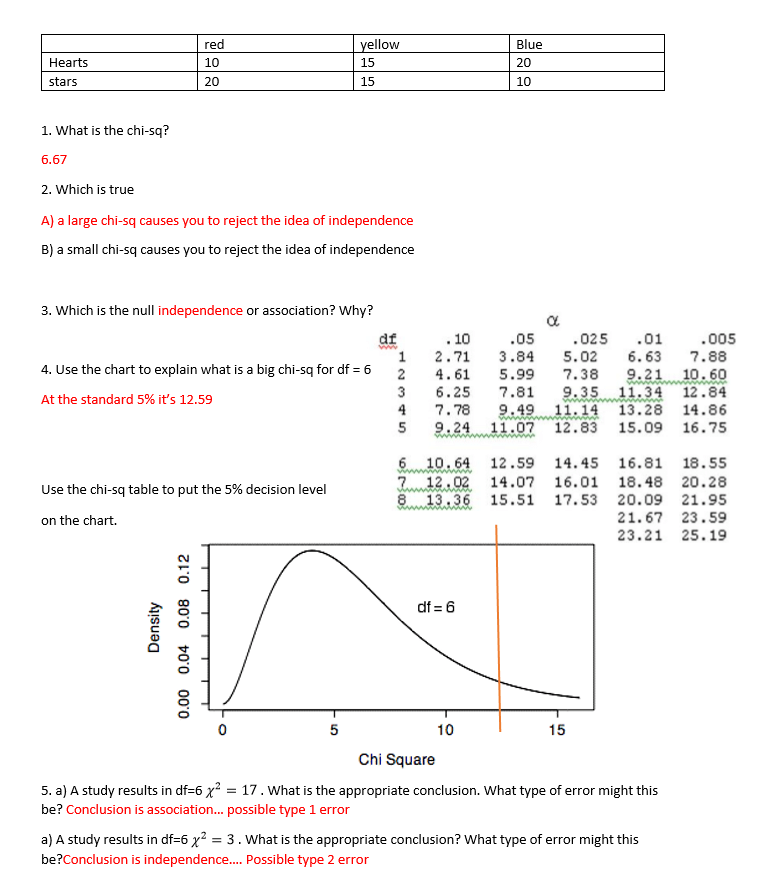 red yellow Blue
Hearts 10 15 20
stars 20 15 10
1. What is the chi-sq?
6.67
2. Which is true
A) a large chi-sq causes you to reject the idea of independence
B) a small chi-sq causes you to reject the idea of independence
3. Which is the null independence or association? Why?
4. Use the chart to explain what is a big chi-sq for df = 6
At the standard 5% it's 12.59
α
df .10 .05 .025 .01 .005
1 2.71 3.84 5.02 6.63 7.88
2 4.61 5.99 7.38 9.21 10.60
3 6.25 7.81 9.35 11.34 12.84
4 7.78 9.49 11.14 13.28 14.86
5 9.24 11.07 12.83 15.09 16.75
6 10.64 12.59 14.45 16.81 18.55
7 12.02 14.07 16.01 18.48 20.28
8 13.36 15.51 17.53 20.09 21.95
21.67 23.59
23.21 25.19
Use the chi-sq table to put the 5% decision level
on the chart.
Density
0.12
0.08
0.04
0.00
df = 6
0 5 10 15
Chi Square
5. a) A study results in df=6 χ² = 17 . What is the appropriate conclusion. What type of error might this
be? Conclusion is association... possible type 1 error
a) A study results in df=6 χ² = 3 . What is the appropriate conclusion? What type of error might this
be?Conclusion is independence.... Possible type 2 error